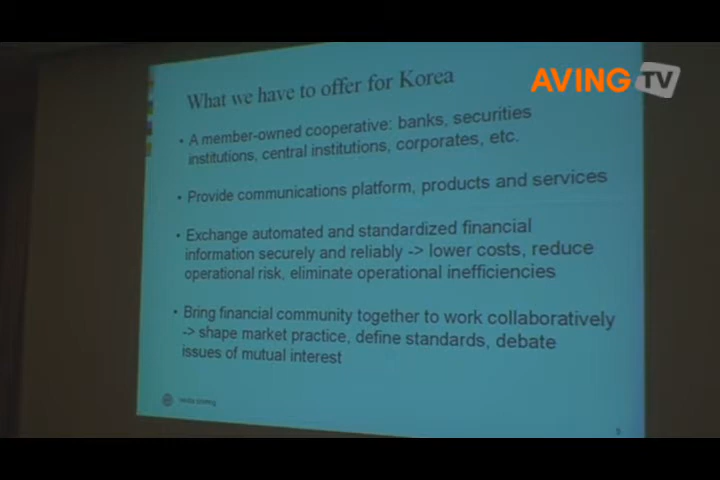 AVING TV
What we have to offer for Korea
• A member-owned cooperative: banks, securities
institutions, central institutions, corporates, etc.
• Provide communications platform, products and services
• Exchange automated and standardized financial
information securely and reliably -> lower costs, reduce
operational risk, eliminate operational inefficiencies
• Bring financial community together to work collaboratively
-> shape market practice, define standards, debate
issues of mutual interest
5